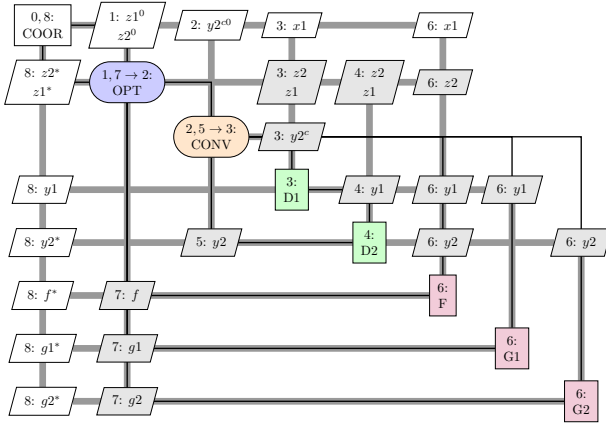 0, 8:
COOR
1: z1⁰
z2⁰
2: y2ᶜ⁰
3: x1
6: x1
8: z2*
z1*
1, 7 → 2:
OPT
3: z2
z1
4: z2
z1
6: z2
2, 5 → 3:
CONV
3: y2ᶜ
8: y1
3:
D1
4: y1
6: y1
6: y1
8: y2*
5: y2
4:
D2
6: y2
6: y2
8: f*
7: f
6:
F
8: g1*
7: g1
6:
G1
8: g2*
7: g2
6:
G2